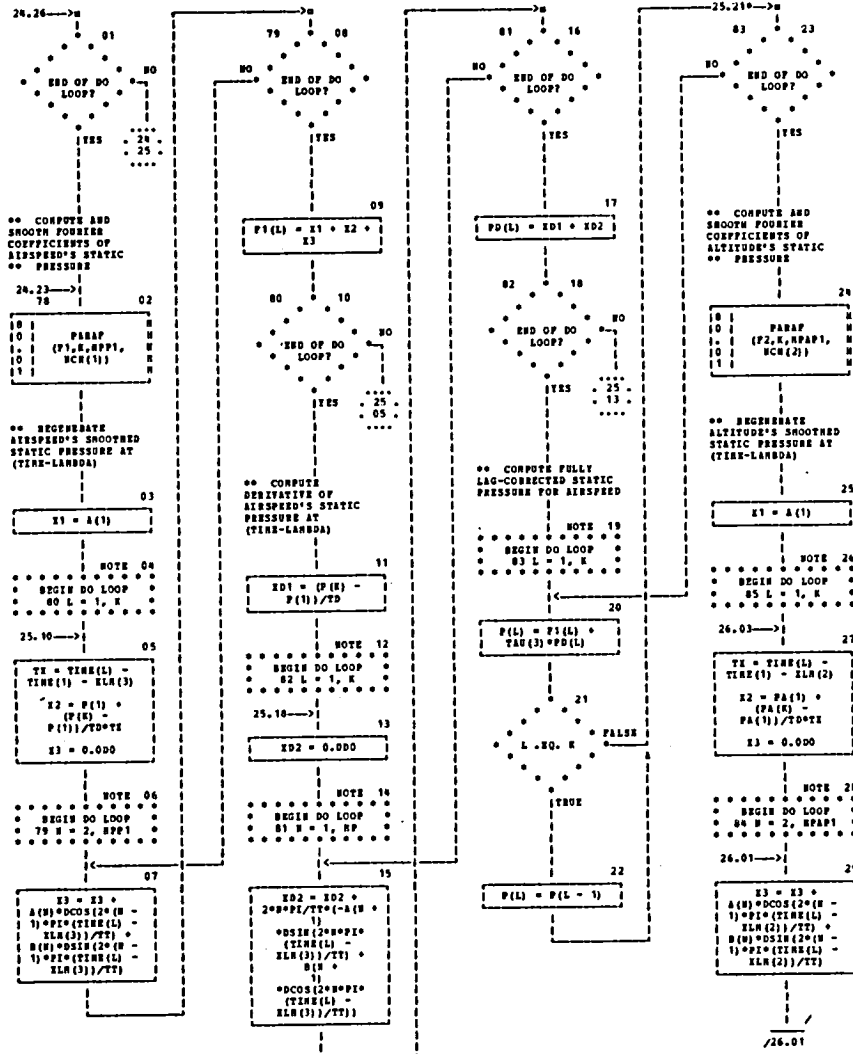 24.26--->
01
END OF DO
LOOP?
NO
YES
24
25
** COMPUTE AND
SMOOTH FOURIER
COEFFICIENTS OF
AIRSPEED'S STATIC
** PRESSURE
24.23--->
78
02
PARAF
(F1,K,NPP1,
NCH(1))
** REGENERATE
AIRSPEED'S SMOOTHED
STATIC PRESSURE AT
(TIME-LAMBDA)
03
X1 = A(1)
NOTE 04
BEGIN DO LOOP
80 L = 1, K
25.10--->
05
TX = TIME(L) -
TIME(1) - XLM(3)
X2 = P(1) +
(P(K) -
P(1))/TD*TX
X3 = 0.0D0
NOTE 06
BEGIN DO LOOP
79 N = 2, NPP1
07
X3 = X3 +
A(N)*DCOS(2*(N -
1)*PI*(TIME(L) -
XLM(3))/TT) +
B(N)*DSIN(2*(N -
1)*PI*(TIME(L) -
XLM(3))/TT)
79 08
NO
END OF DO
LOOP?
YES
09
P1(L) = X1 + X2 +
X3
80 10
END OF DO
LOOP?
NO
YES
25
05
** COMPUTE
DERIVATIVE OF
AIRSPEED'S STATIC
PRESSURE AT
(TIME-LAMBDA)
11
XD1 = (P(K) -
P(1))/TD
NOTE 12
BEGIN DO LOOP
82 L = 1, K
25.18--->
13
XD2 = 0.0D0
NOTE 14
BEGIN DO LOOP
81 N = 1, NP
15
XD2 = XD2 +
2*N*PI/TT*(-A(N +
1)
*DSIN(2*N*PI*
(TIME(L) -
XLM(3))/TT) +
B(N +
1)
*DCOS(2*N*PI*
(TIME(L) -
XLM(3))/TT))
81 16
NO
END OF DO
LOOP?
YES
17
PD(L) = XD1 + XD2
82 18
END OF DO
LOOP?
NO
YES
25
13
** COMPUTE FULLY
LAG-CORRECTED STATIC
PRESSURE FOR AIRSPEED
NOTE 19
BEGIN DO LOOP
83 L = 1, K
20
P(L) = P1(L) +
TAU(3)*PD(L)
21
L .EQ. K
FALSE
TRUE
22
P(L) = P(L - 1)
25.21--->
83 23
NO
END OF DO
LOOP?
YES
** COMPUTE AND
SMOOTH FOURIER
COEFFICIENTS OF
ALTITUDE'S STATIC
** PRESSURE
24
PARAF
(F2,K,NPAP1,
NCH(2))
** REGENERATE
ALTITUDE'S SMOOTHED
STATIC PRESSURE AT
(TIME-LAMBDA)
25
X1 = A(1)
NOTE 26
BEGIN DO LOOP
85 L = 1, K
26.03--->
27
TX = TIME(L) -
TIME(1) - XLM(2)
X2 = PA(1) +
(PA(K) -
PA(1))/TD*TX
X3 = 0.0D0
NOTE 28
BEGIN DO LOOP
84 N = 2, NPAP1
26.01--->
29
X3 = X3 +
A(N)*DCOS(2*(N -
1)*PI*(TIME(L) -
XLM(2))/TT) +
B(N)*DSIN(2*(N -
1)*PI*(TIME(L) -
XLM(2))/TT)
/26.01